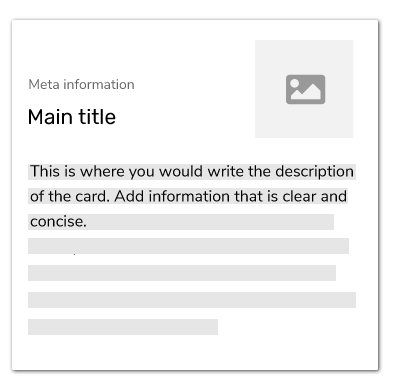 Meta information
Main title
This is where you would write the description
of the card. Add information that is clear and
concise.